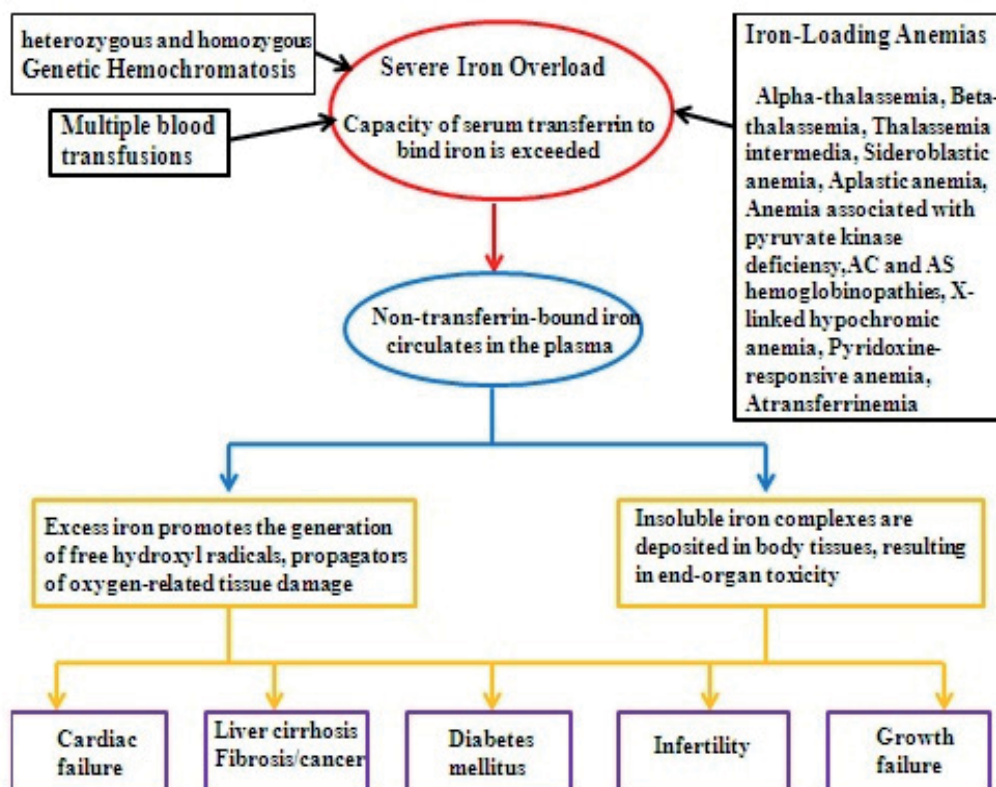 heterozygous and homozygous
Genetic Hemochromatosis
Multiple blood
transfusions
Severe Iron Overload
Capacity of serum transferrin to
bind iron is exceeded
Iron-Loading Anemias
Alpha-thalassemia, Beta-
thalassemia, Thalassemia
intermedia, Sideroblastic
anemia, Aplastic anemia,
Anemia associated with
pyruvate kinase
deficiensy,AC and AS
hemoglobinopathies, X-
linked hypochromic
anemia, Pyridoxine-
responsive anemia,
Atransferrinemia
Non-transferrin-bound iron
circulates in the plasma
Excess iron promotes the generation
of free hydroxyl radicals, propagators
of oxygen-related tissue damage
Insoluble iron complexes are
deposited in body tissues, resulting
in end-organ toxicity
Cardiac
failure
Liver cirrhosis
Fibrosis/cancer
Diabetes
mellitus
Infertility
Growth
failure